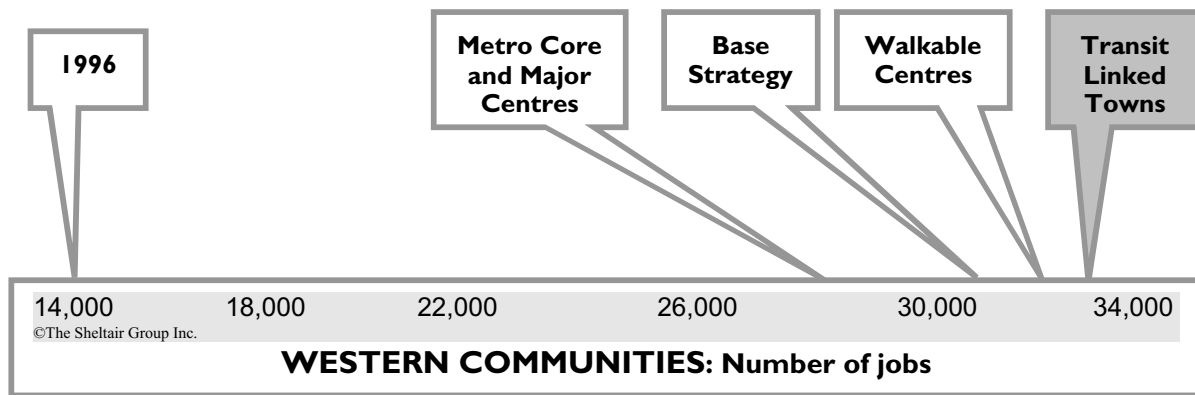 1996
Metro Core
and Major
Centres
Base
Strategy
Walkable
Centres
Transit
Linked
Towns
14,000 18,000 22,000 26,000 30,000 34,000
©The Sheltair Group Inc.
WESTERN COMMUNITIES: Number of jobs